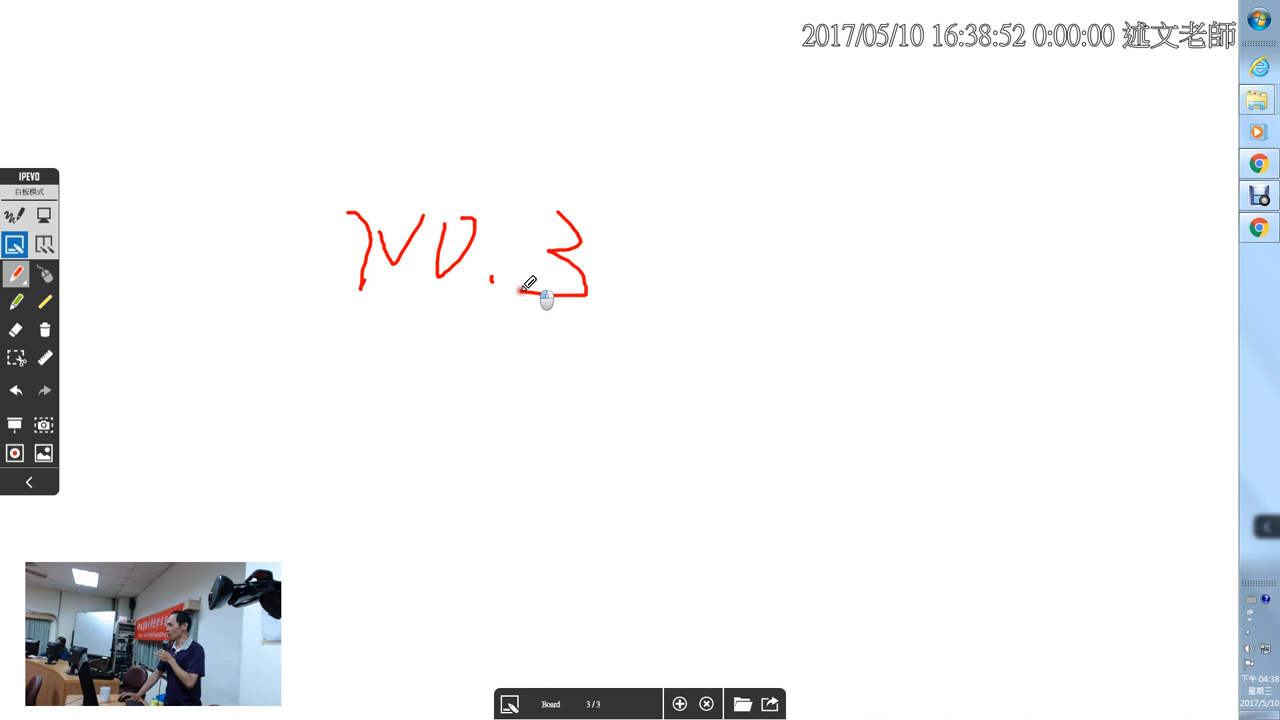 2017/05/10 16:38:52 0:00:00 述文老師
IPEVO
白板模式
NO. 3
Board 3 / 3
下午 04:38
星期三
2017/5/10